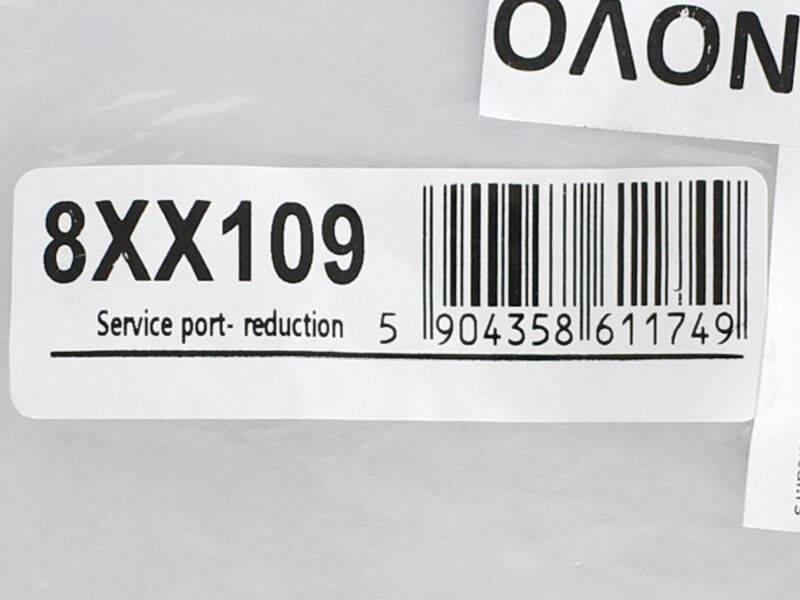 NOVO
8XX109
Service port- reduction
5 904358 611749